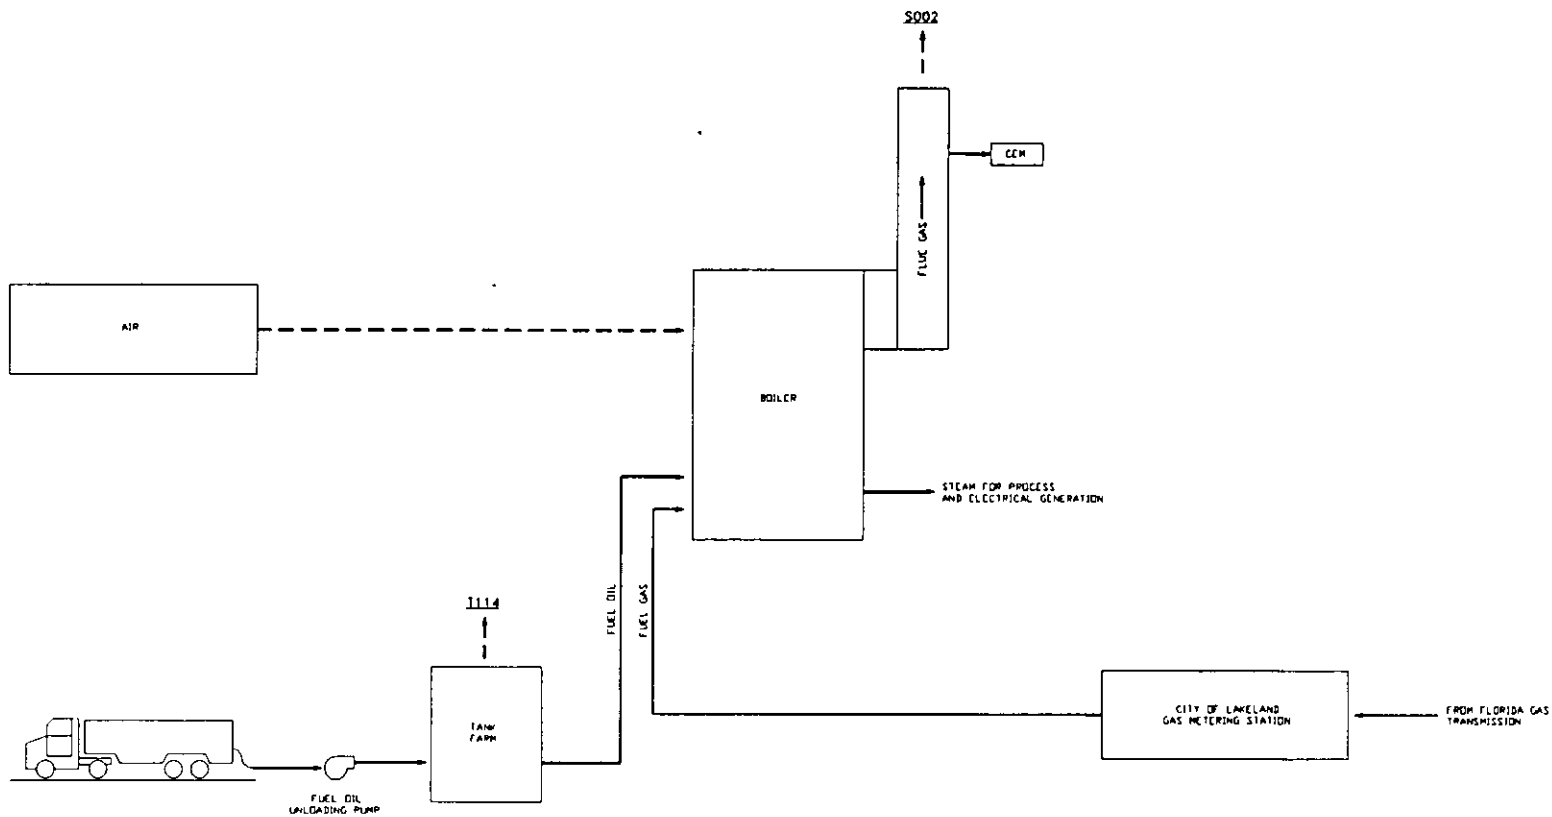 S002
CEM
FLUE GAS
AIR
BOILER
STEAM FOR PROCESS
AND ELECTRICAL GENERATION
FUEL OIL
FUEL GAS
T114
TANK
FARM
CITY OF LAKELAND
GAS METERING STATION
FROM FLORIDA GAS
TRANSMISSION
FUEL OIL
UNLOADING PUMP